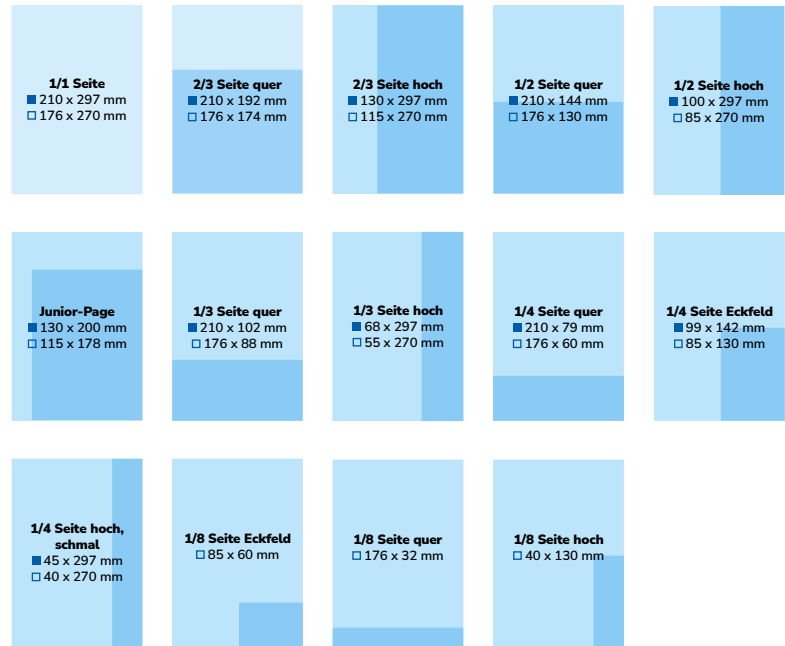 1/1 Seite
■ 210 x 297 mm
□ 176 x 270 mm
2/3 Seite quer
■ 210 x 192 mm
□ 176 x 174 mm
2/3 Seite hoch
■ 130 x 297 mm
□ 115 x 270 mm
1/2 Seite quer
■ 210 x 144 mm
□ 176 x 130 mm
1/2 Seite hoch
■ 100 x 297 mm
□ 85 x 270 mm
Junior-Page
■ 130 x 200 mm
□ 115 x 178 mm
1/3 Seite quer
■ 210 x 102 mm
□ 176 x 88 mm
1/3 Seite hoch
■ 68 x 297 mm
□ 55 x 270 mm
1/4 Seite quer
■ 210 x 79 mm
□ 176 x 60 mm
1/4 Seite Eckfeld
■ 99 x 142 mm
□ 85 x 130 mm
1/4 Seite hoch,
schmal
■ 45 x 297 mm
□ 40 x 270 mm
1/8 Seite Eckfeld
□ 85 x 60 mm
1/8 Seite quer
□ 176 x 32 mm
1/8 Seite hoch
□ 40 x 130 mm